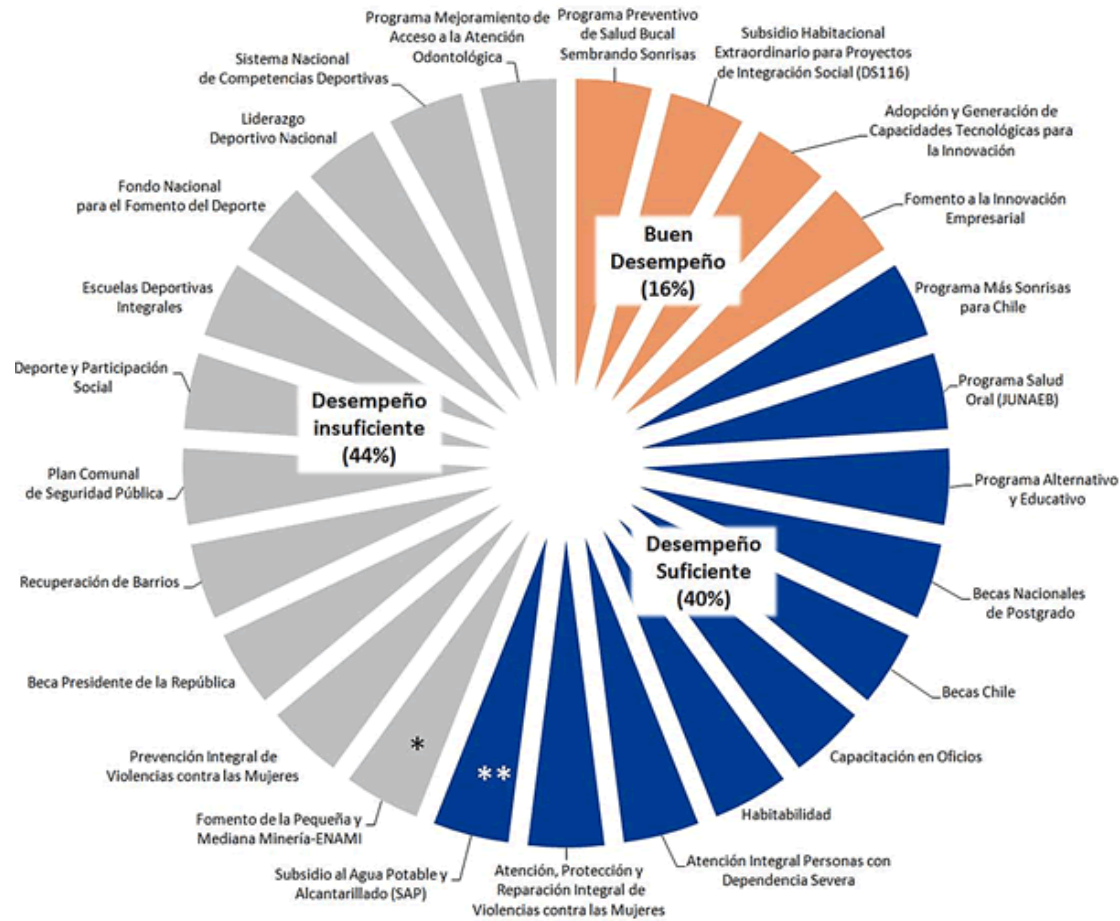 Programa Mejoramiento de
Acceso a la Atención
Odontológica
Programa Preventivo
de Salud Bucal
Sembrando Sonrisas
Subsidio Habitacional
Extraordinario para Proyectos
de Integración Social (DS116)
Adopción y Generación de
Capacidades Tecnológicas para
la Innovación
Fomento a la Innovación
Empresarial
Programa Más Sonrisas
para Chile
Programa Salud
Oral (JUNAEB)
Programa Alternativo
y Educativo
Becas Nacionales
de Postgrado
Becas Chile
Capacitación en Oficios
Habitabilidad
Atención Integral Personas con
Dependencia Severa
Atención, Protección y
Reparación Integral de
Violencias contra las Mujeres
Subsidio al Agua Potable y
Alcantarillado (SAP)
Fomento de la Pequeña y
Mediana Minería-ENAMI
Prevención Integral de
Violencias contra las Mujeres
Beca Presidente de la República
Recuperación de Barrios
Plan Comunal
de Seguridad Pública
Deporte y Participación
Social
Escuelas Deportivas
Integrales
Fondo Nacional
para el Fomento del Deporte
Liderazgo
Deportivo Nacional
Sistema Nacional
de Competencias Deportivas
Buen
Desempeño
(16%)
Desempeño
insuficiente
(44%)
Desempeño
Suficiente
(40%)
*
**